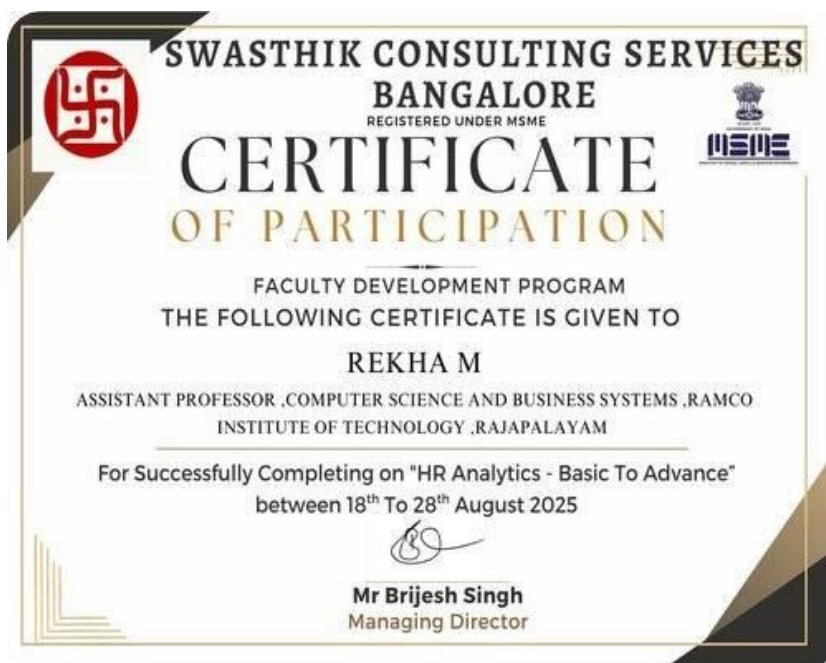 SWASTHIK CONSULTING SERVICES
BANGALORE
REGISTERED UNDER MSME
MSME
CERTIFICATE
OF PARTICIPATION
FACULTY DEVELOPMENT PROGRAM
THE FOLLOWING CERTIFICATE IS GIVEN TO
REKHA M
ASSISTANT PROFESSOR ,COMPUTER SCIENCE AND BUSINESS SYSTEMS ,RAMCO
INSTITUTE OF TECHNOLOGY ,RAJAPALAYAM
For Successfully Completing on "HR Analytics - Basic To Advance"
between 18th To 28th August 2025
Mr Brijesh Singh
Managing Director